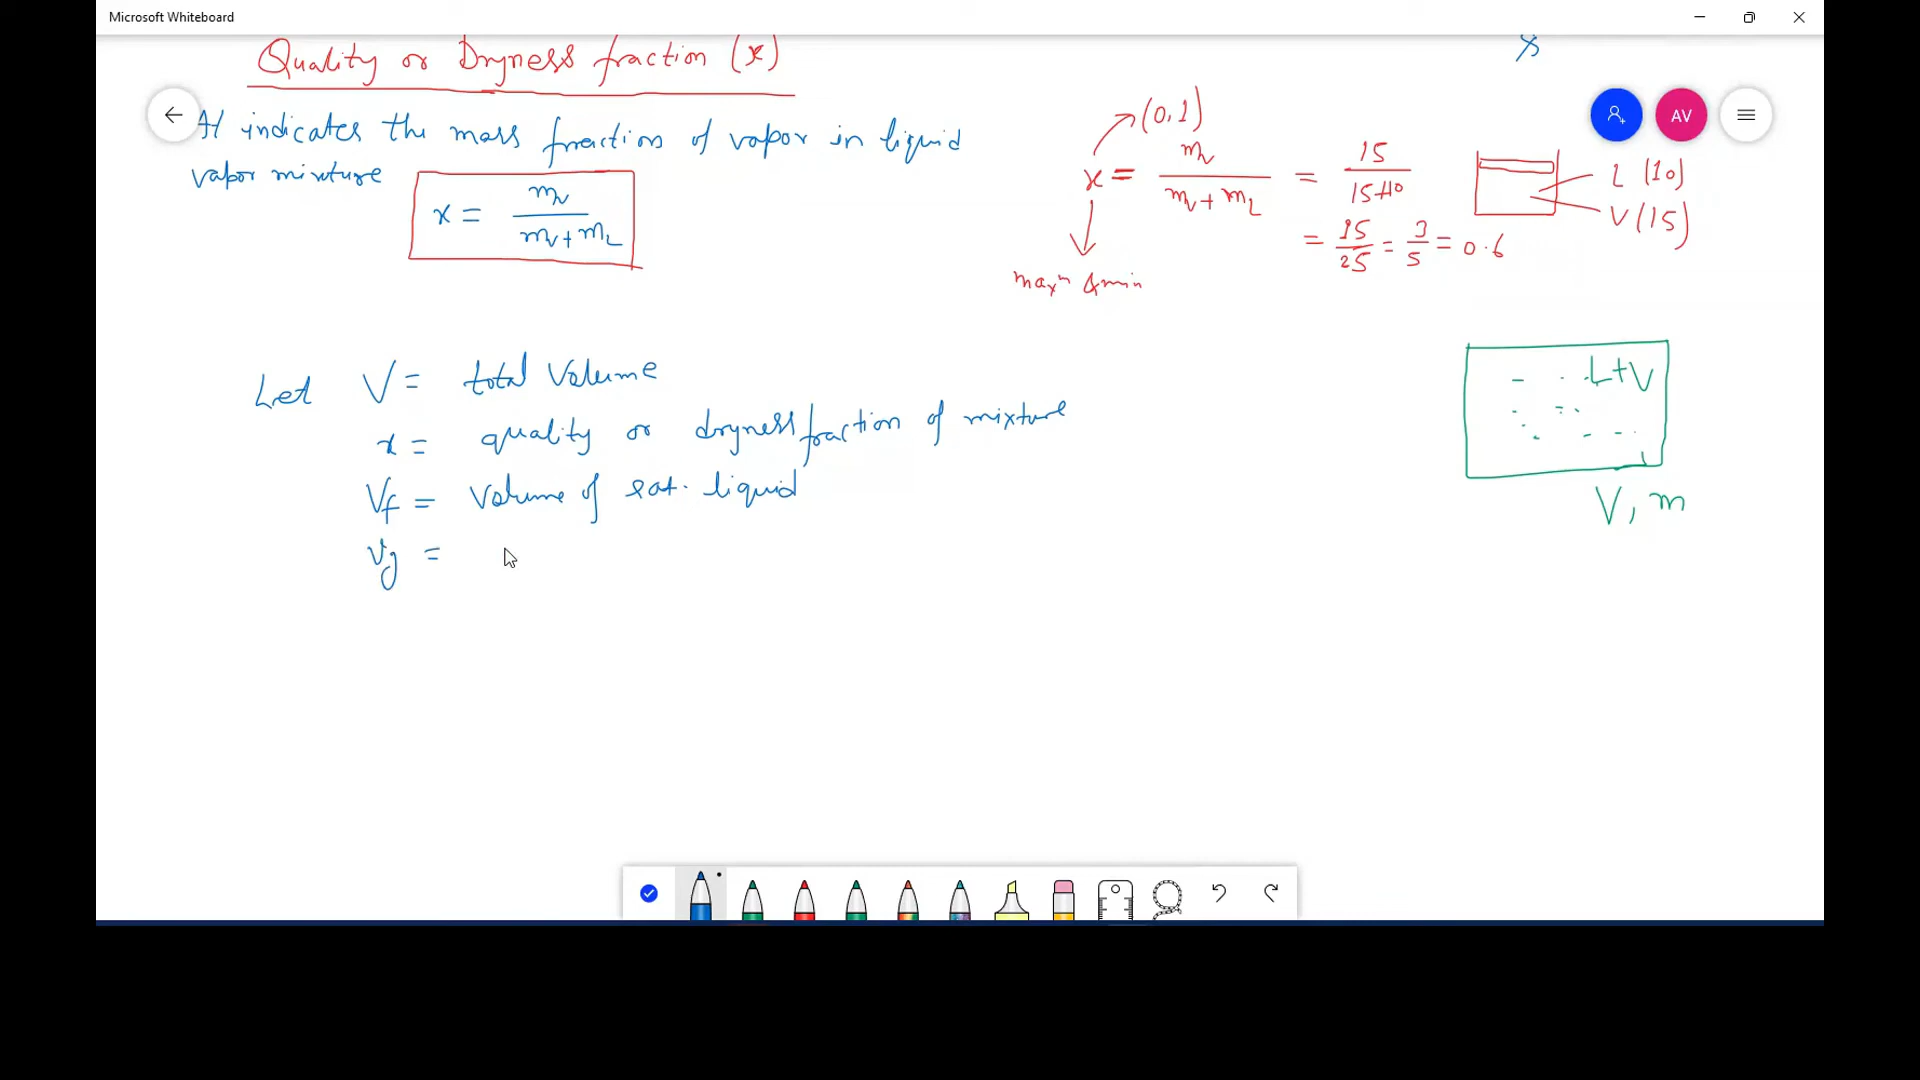 Microsoft Whiteboard
Quality or Dryness fraction (x)
It indicates the mass fraction of vapor in liquid
vapor mixture
x = mv / (mv + mL)
(0,1)
x = mv / (mv + mL) = 15 / (15+10)
= 15/25 = 3/5 = 0.6
maxm & min
L (10)
V (15)
AV
Let V = total Volume
x = quality or dryness fraction of mixture
Vf = Volume of sat. liquid
Vg =
L+V
V, m